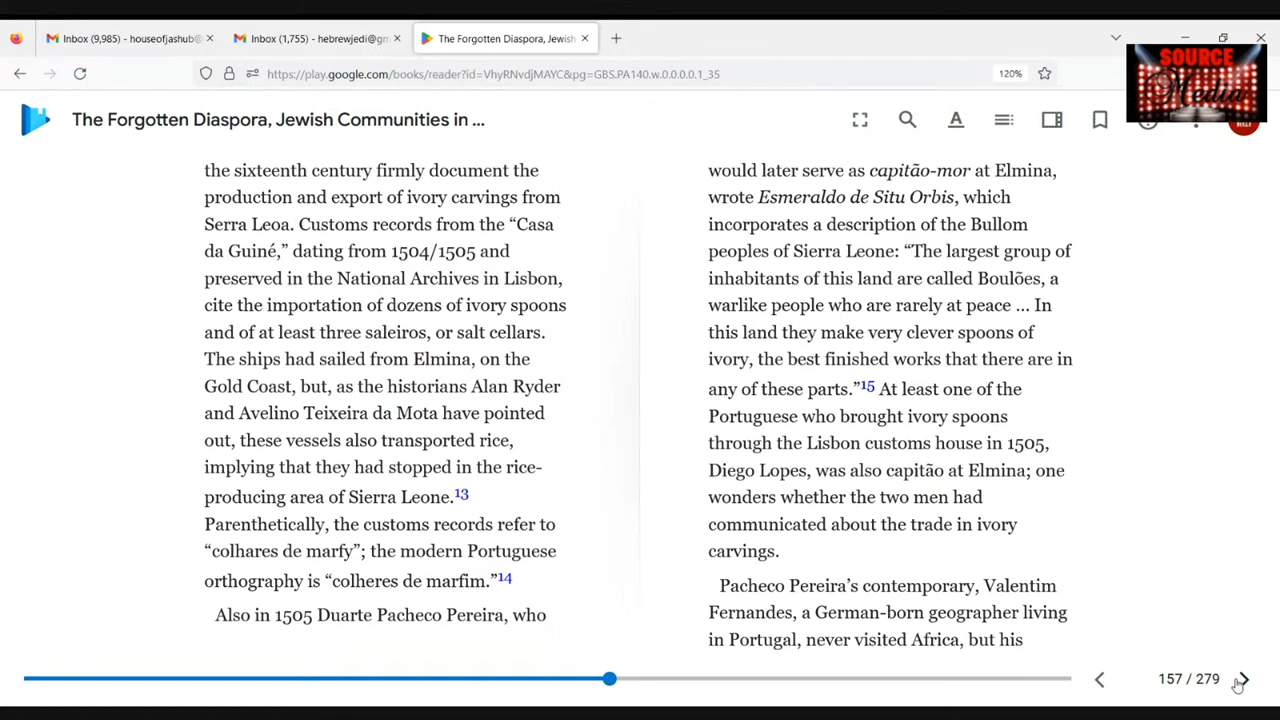 Inbox (9,985) - houseofjashub@
Inbox (1,755) - hebrewjedi@gm
The Forgotten Diaspora, Jewish
https://play.google.com/books/reader?id=VhyRNvdjMAYC&pg=GBS.PA140.w.0.0.0.0.1_35
120%
SOURCE
Media
The Forgotten Diaspora, Jewish Communities in ...
the sixteenth century firmly document the
production and export of ivory carvings from
Serra Leoa. Customs records from the “Casa
da Guiné,” dating from 1504/1505 and
preserved in the National Archives in Lisbon,
cite the importation of dozens of ivory spoons
and of at least three saleiros, or salt cellars.
The ships had sailed from Elmina, on the
Gold Coast, but, as the historians Alan Ryder
and Avelino Teixeira da Mota have pointed
out, these vessels also transported rice,
implying that they had stopped in the rice-
producing area of Sierra Leone.13
Parenthetically, the customs records refer to
“colhares de marfy”; the modern Portuguese
orthography is “colheres de marfim.”14
Also in 1505 Duarte Pacheco Pereira, who
would later serve as capitão-mor at Elmina,
wrote Esmeraldo de Situ Orbis, which
incorporates a description of the Bullom
peoples of Sierra Leone: “The largest group of
inhabitants of this land are called Boulões, a
warlike people who are rarely at peace ... In
this land they make very clever spoons of
ivory, the best finished works that there are in
any of these parts.”15 At least one of the
Portuguese who brought ivory spoons
through the Lisbon customs house in 1505,
Diego Lopes, was also capitão at Elmina; one
wonders whether the two men had
communicated about the trade in ivory
carvings.
Pacheco Pereira’s contemporary, Valentim
Fernandes, a German-born geographer living
in Portugal, never visited Africa, but his
157 / 279